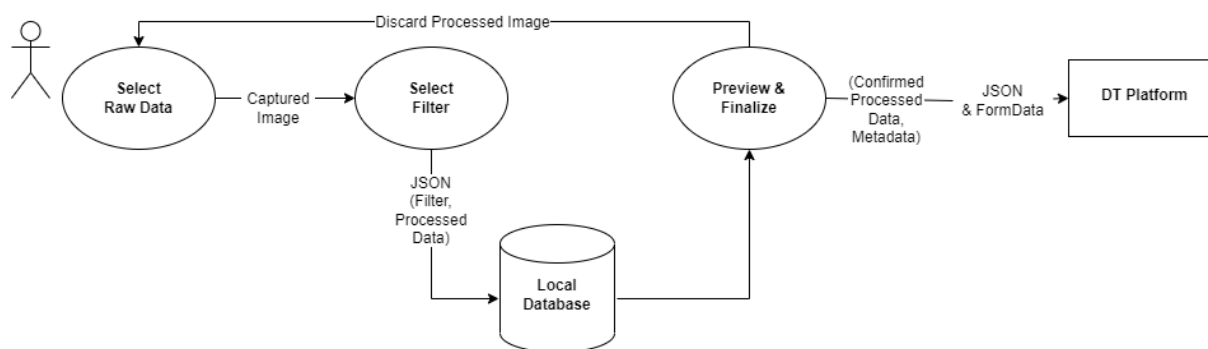 Discard Processed Image
Select
Raw Data
Captured
Image
Select
Filter
Preview &
Finalize
(Confirmed
Processed
Data,
Metadata)
JSON
& FormData
DT Platform
JSON
(Filter,
Processed
Data)
Local
Database